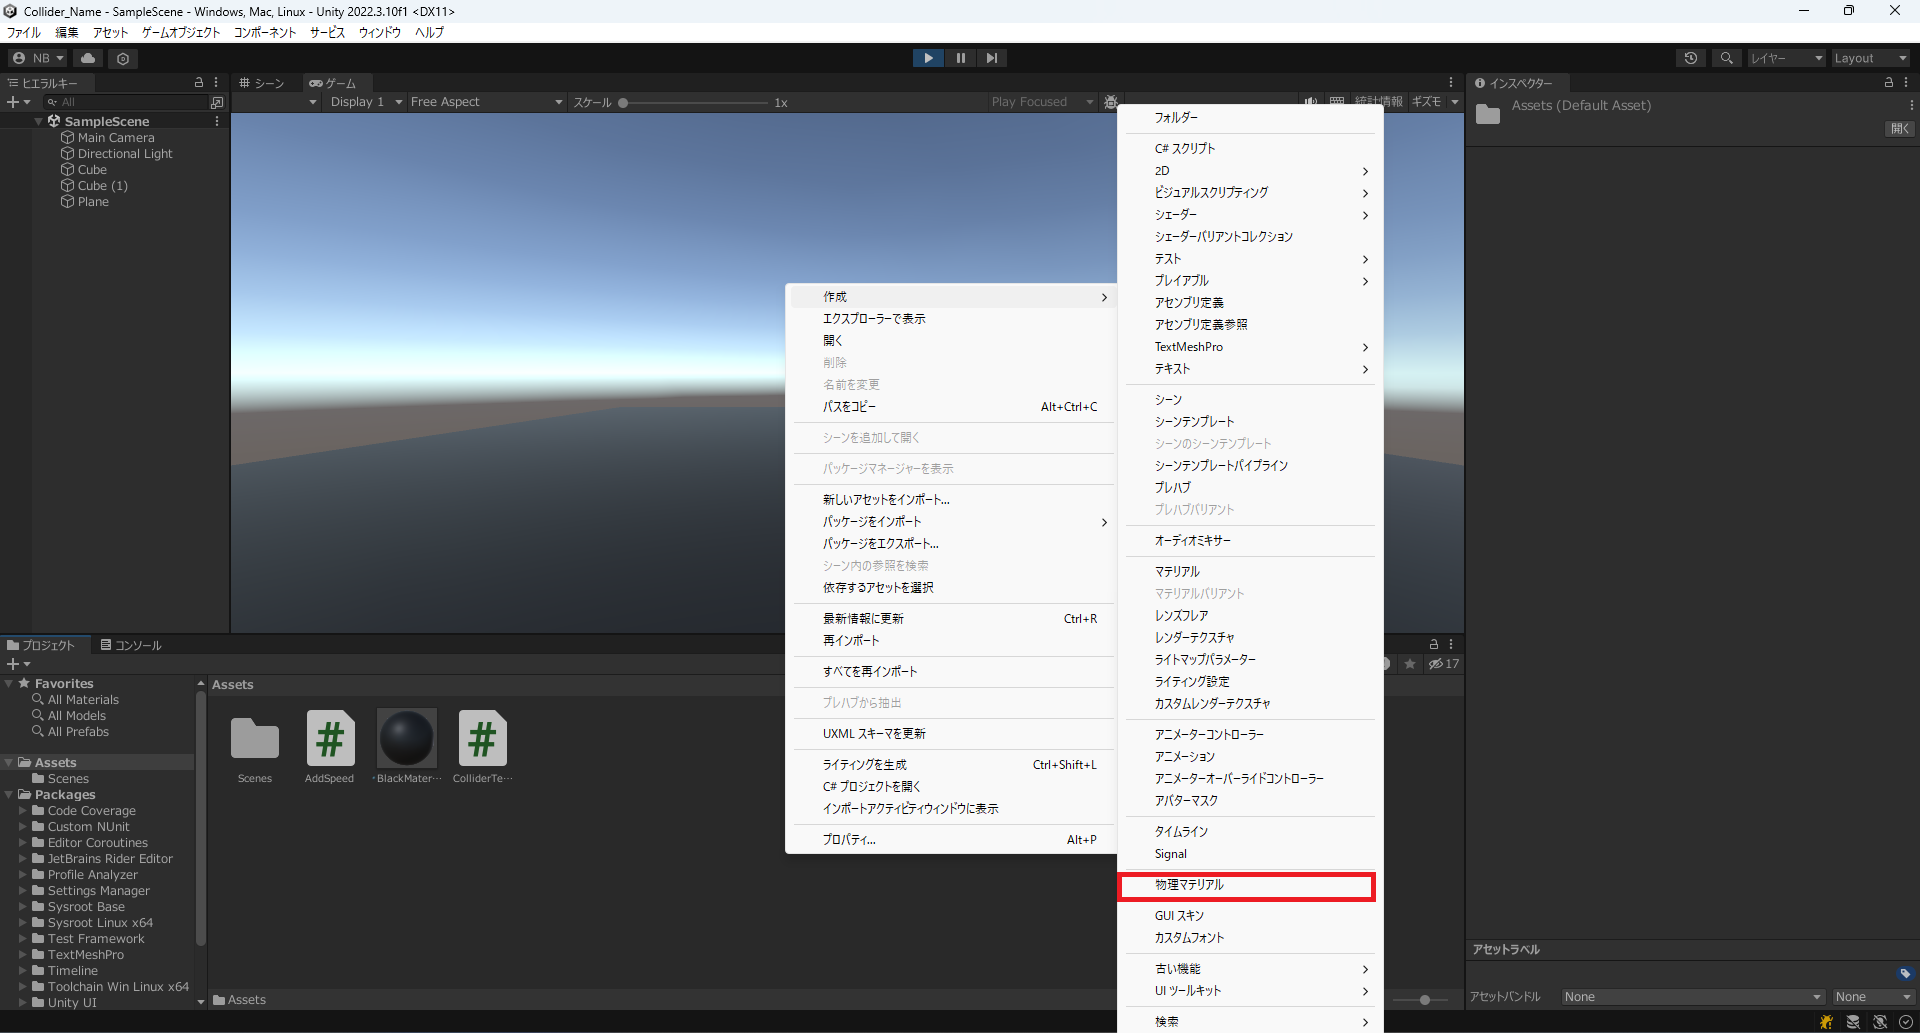 Collider_Name - SampleScene - Windows, Mac, Linux - Unity 2022.3.10f1 <DX11>
ファイル 編集 アセット ゲームオブジェクト コンポーネント サービス ウィンドウ ヘルプ
NB
レイヤー Layout
ヒエラルキー
All
SampleScene
Main Camera
Directional Light
Cube
Cube (1)
Plane
シーン ゲーム
Display 1 Free Aspect スケール 1x Play Focused 統計情報 ギズモ
インスペクター
Assets (Default Asset)
開く
作成
エクスプローラーで表示
開く
削除
名前を変更
パスをコピー Alt+Ctrl+C
シーンを追加して開く
パッケージマネージャーを表示
新しいアセットをインポート...
パッケージをインポート
パッケージをエクスポート...
シーン内の参照を検索
依存するアセットを選択
最新情報に更新 Ctrl+R
再インポート
すべてを再インポート
プレハブから抽出
UXML スキーマを更新
ライティングを生成 Ctrl+Shift+L
C# プロジェクトを開く
インポートアクティビティウィンドウに表示
プロパティ... Alt+P
フォルダー
C# スクリプト
2D
ビジュアルスクリプティング
シェーダー
シェーダーバリアントコレクション
テスト
プレイアブル
アセンブリ定義
アセンブリ定義参照
TextMeshPro
テキスト
シーン
シーンテンプレート
シーンのシーンテンプレート
シーンテンプレートパイプライン
プレハブ
プレハブバリアント
オーディオミキサー
マテリアル
マテリアルバリアント
レンズフレア
レンダーテクスチャ
ライトマップパラメーター
ライティング設定
カスタムレンダーテクスチャ
アニメーターコントローラー
アニメーション
アニメーターオーバーライドコントローラー
アバターマスク
タイムライン
Signal
物理マテリアル
GUI スキン
カスタムフォント
古い機能
UI ツールキット
検索
プロジェクト コンソール
17
Favorites
All Materials
All Models
All Prefabs
Assets
Scenes
Packages
Code Coverage
Custom NUnit
Editor Coroutines
JetBrains Rider Editor
Profile Analyzer
Settings Manager
Sysroot Base
Sysroot Linux x64
Test Framework
TextMeshPro
Timeline
Toolchain Win Linux x64
Unity UI
Assets
Scenes AddSpeed BlackMater... ColliderTe...
Assets
アセットラベル
アセットバンドル None None